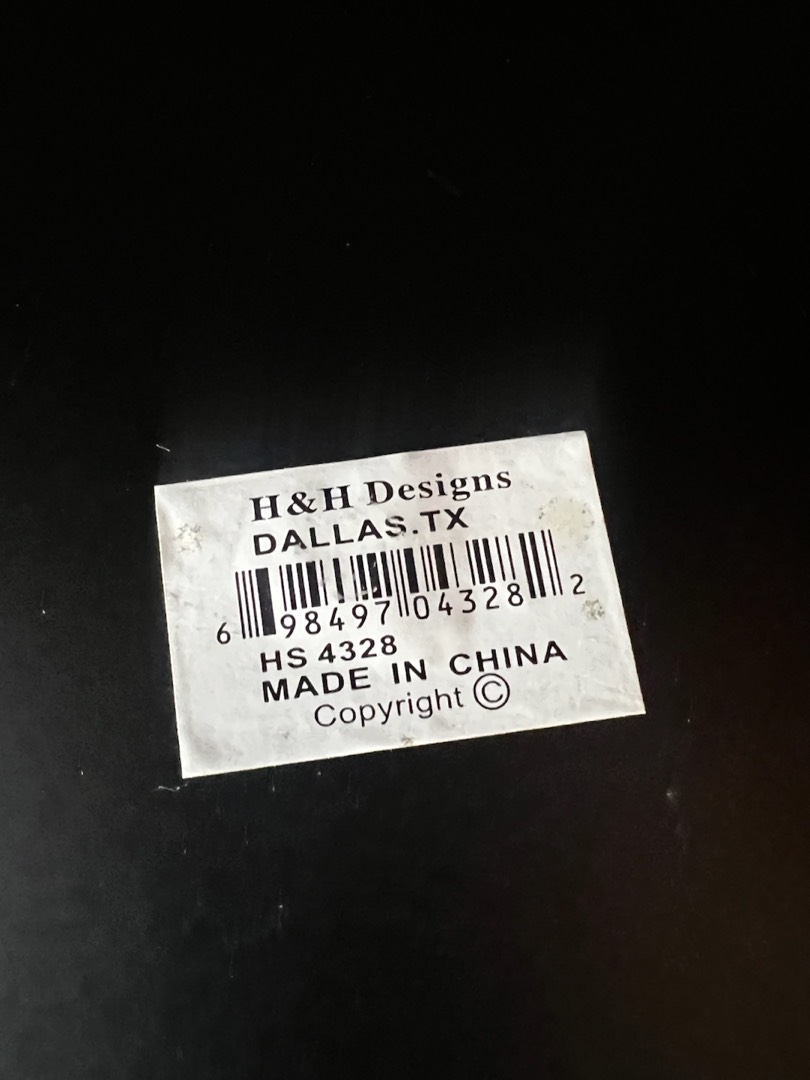 H&H Designs
DALLAS.TX
6 98497 04328 2
HS 4328
MADE IN CHINA
Copyright ©